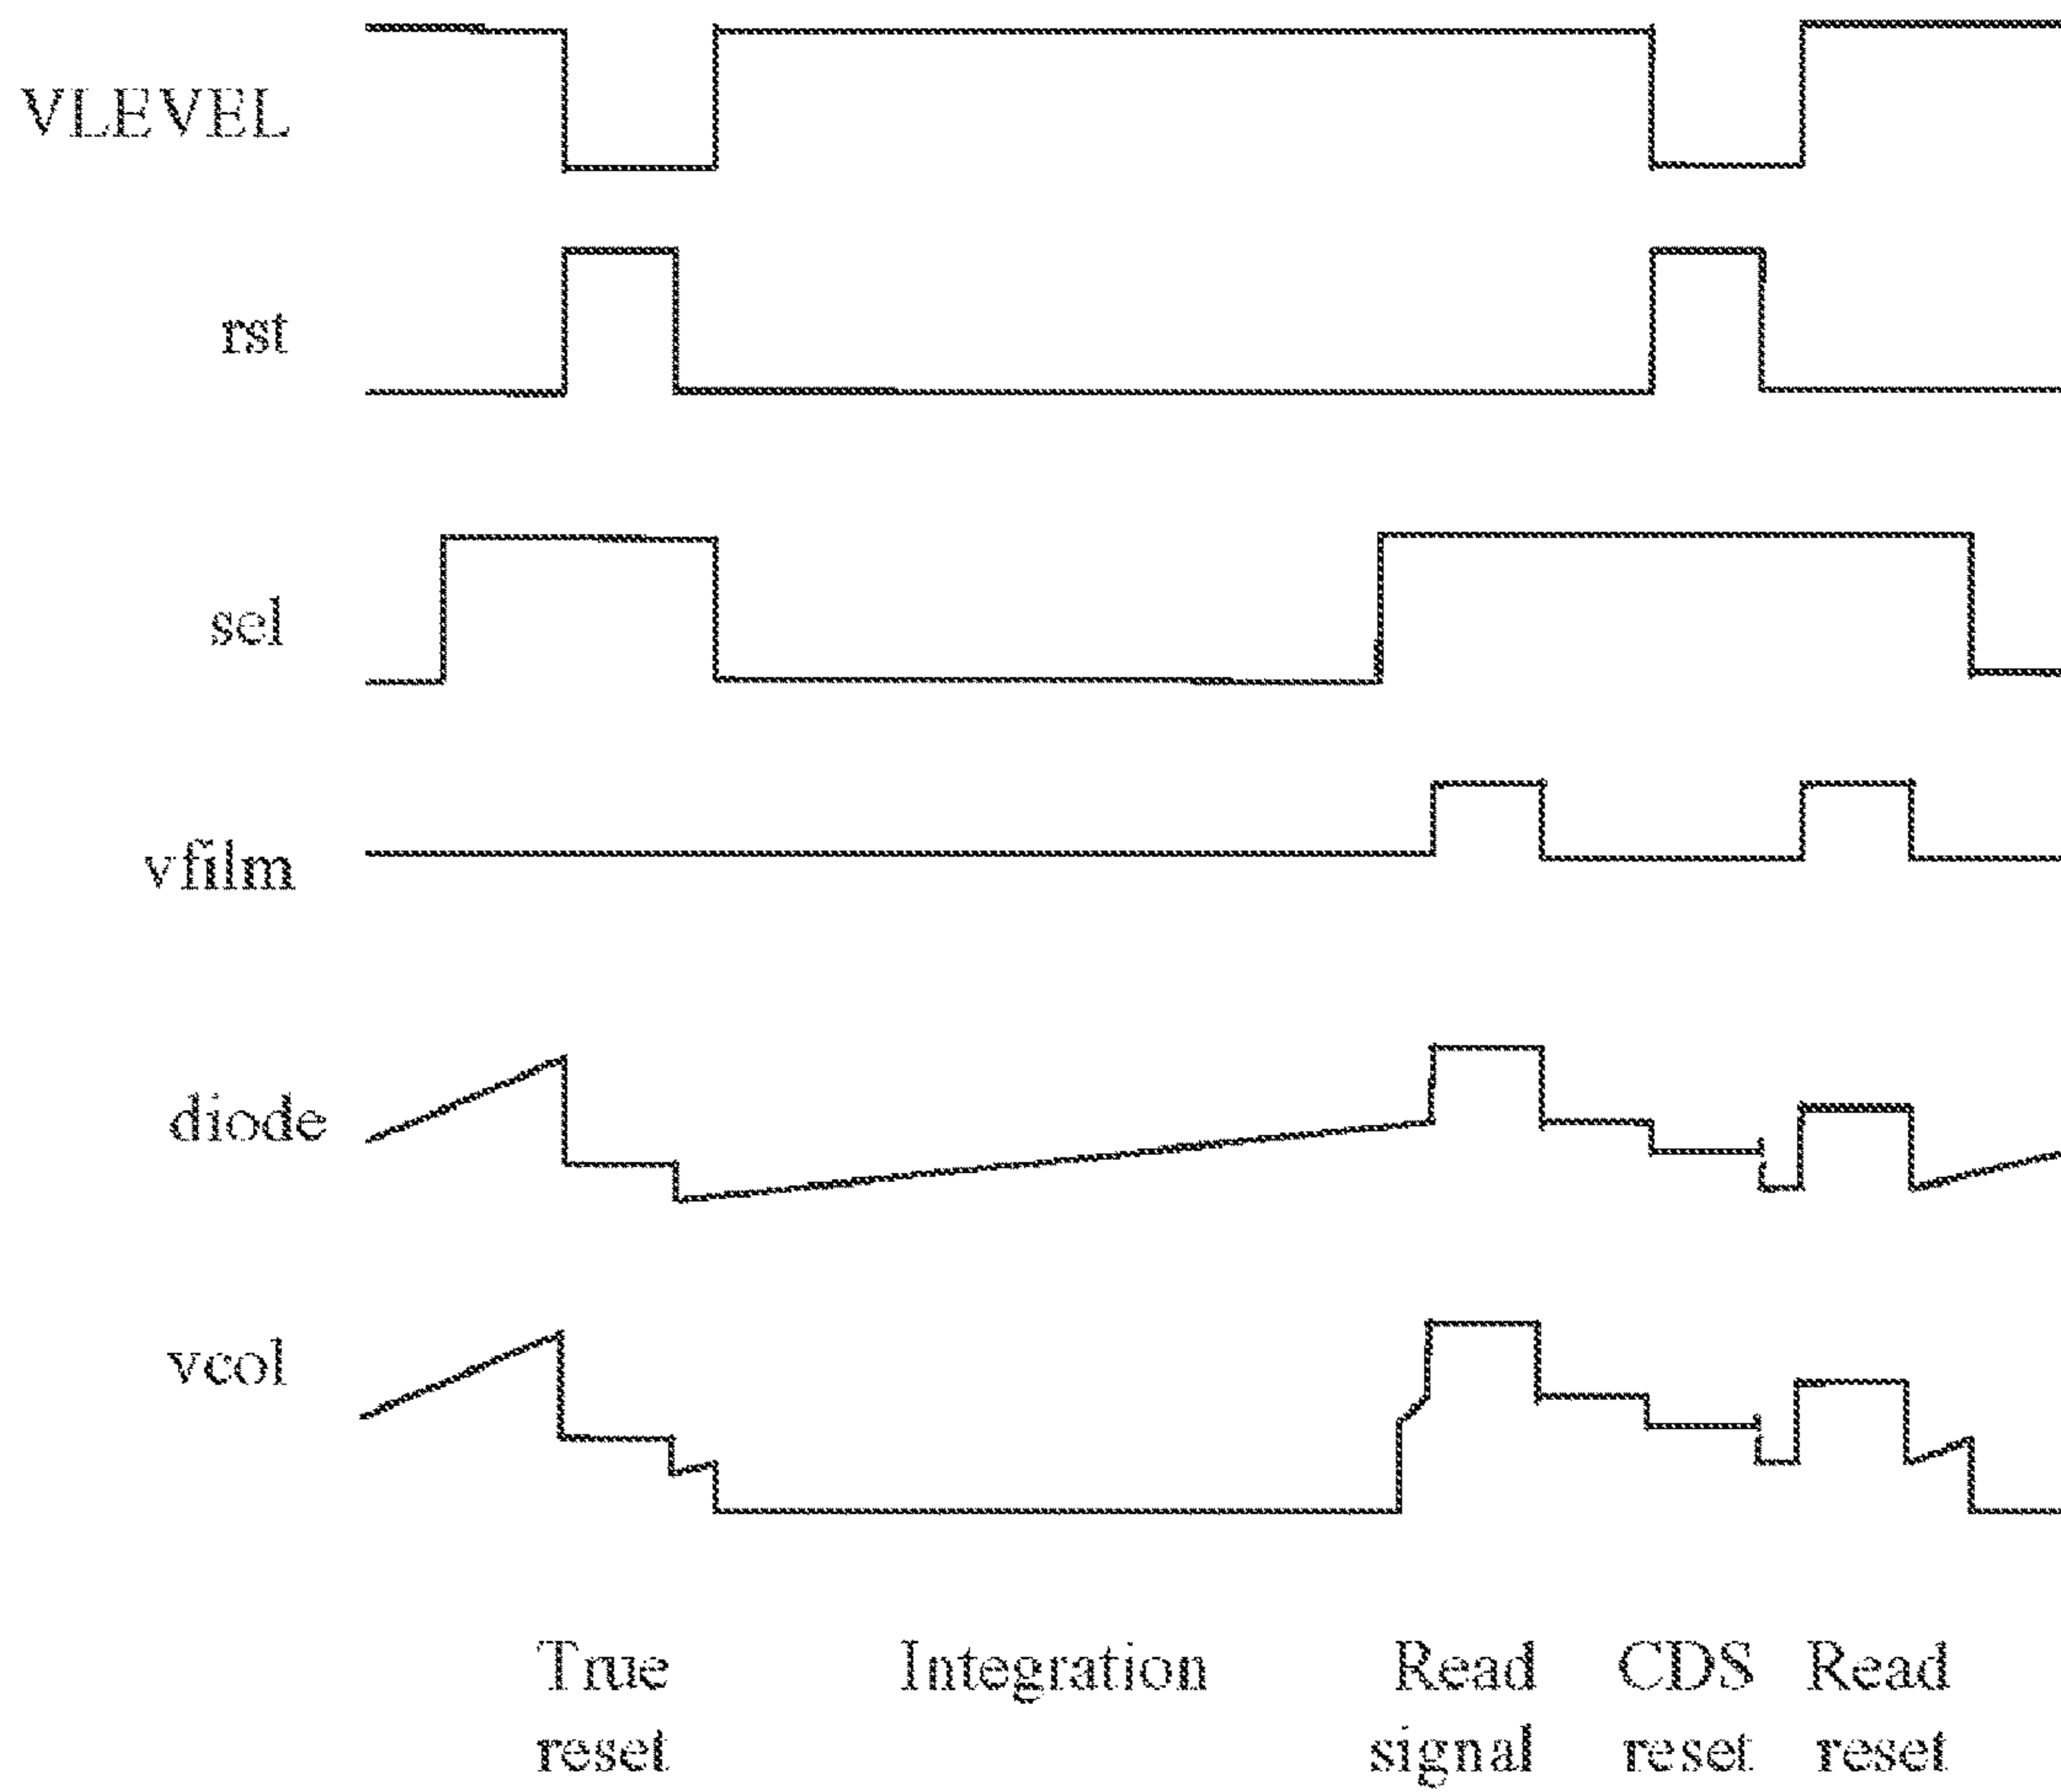 VLEVEL
rst
sel
vfilm
diode
vcol
True reset
Integration
Read signal
CDS reset
Read reset